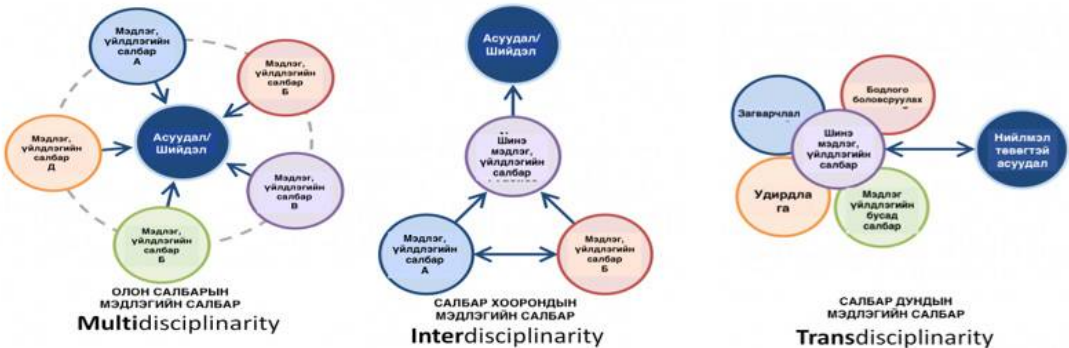 Мэдлэг,
үйлдлэгийн
салбар
А
Мэдлэг,
үйлдлэгийн
салбар
Б
Асуудал/
Шийдэл
Мэдлэг,
үйлдлэгийн
салбар
Д
Мэдлэг,
үйлдлэгийн
салбар
В
Мэдлэг,
үйлдлэгийн
салбар
Б
ОЛОН САЛБАРЫН
МЭДЛЭГИЙН САЛБАР
Multidisciplinarity
Асуудал/
Шийдэл
Шинэ
мэдлэг,
үйлдлэгийн
салбар
Мэдлэг,
үйлдлэгийн
салбар
А
Мэдлэг,
үйлдлэгийн
салбар
Б
САЛБАР ХООРОНДЫН
МЭДЛЭГИЙН САЛБАР
Interdisciplinarity
Загварчлал
Бодлого
боловсруулах
Шинэ
мэдлэг,
үйлдлэгийн
салбар
Удирдла
га
Мэдлэг
үйлдлэгийн
бусад
салбар
Нийлмэл
төвөгтэй
асуудал
САЛБАР ДУНДЫН
МЭДЛЭГИЙН САЛБАР
Transdisciplinarity